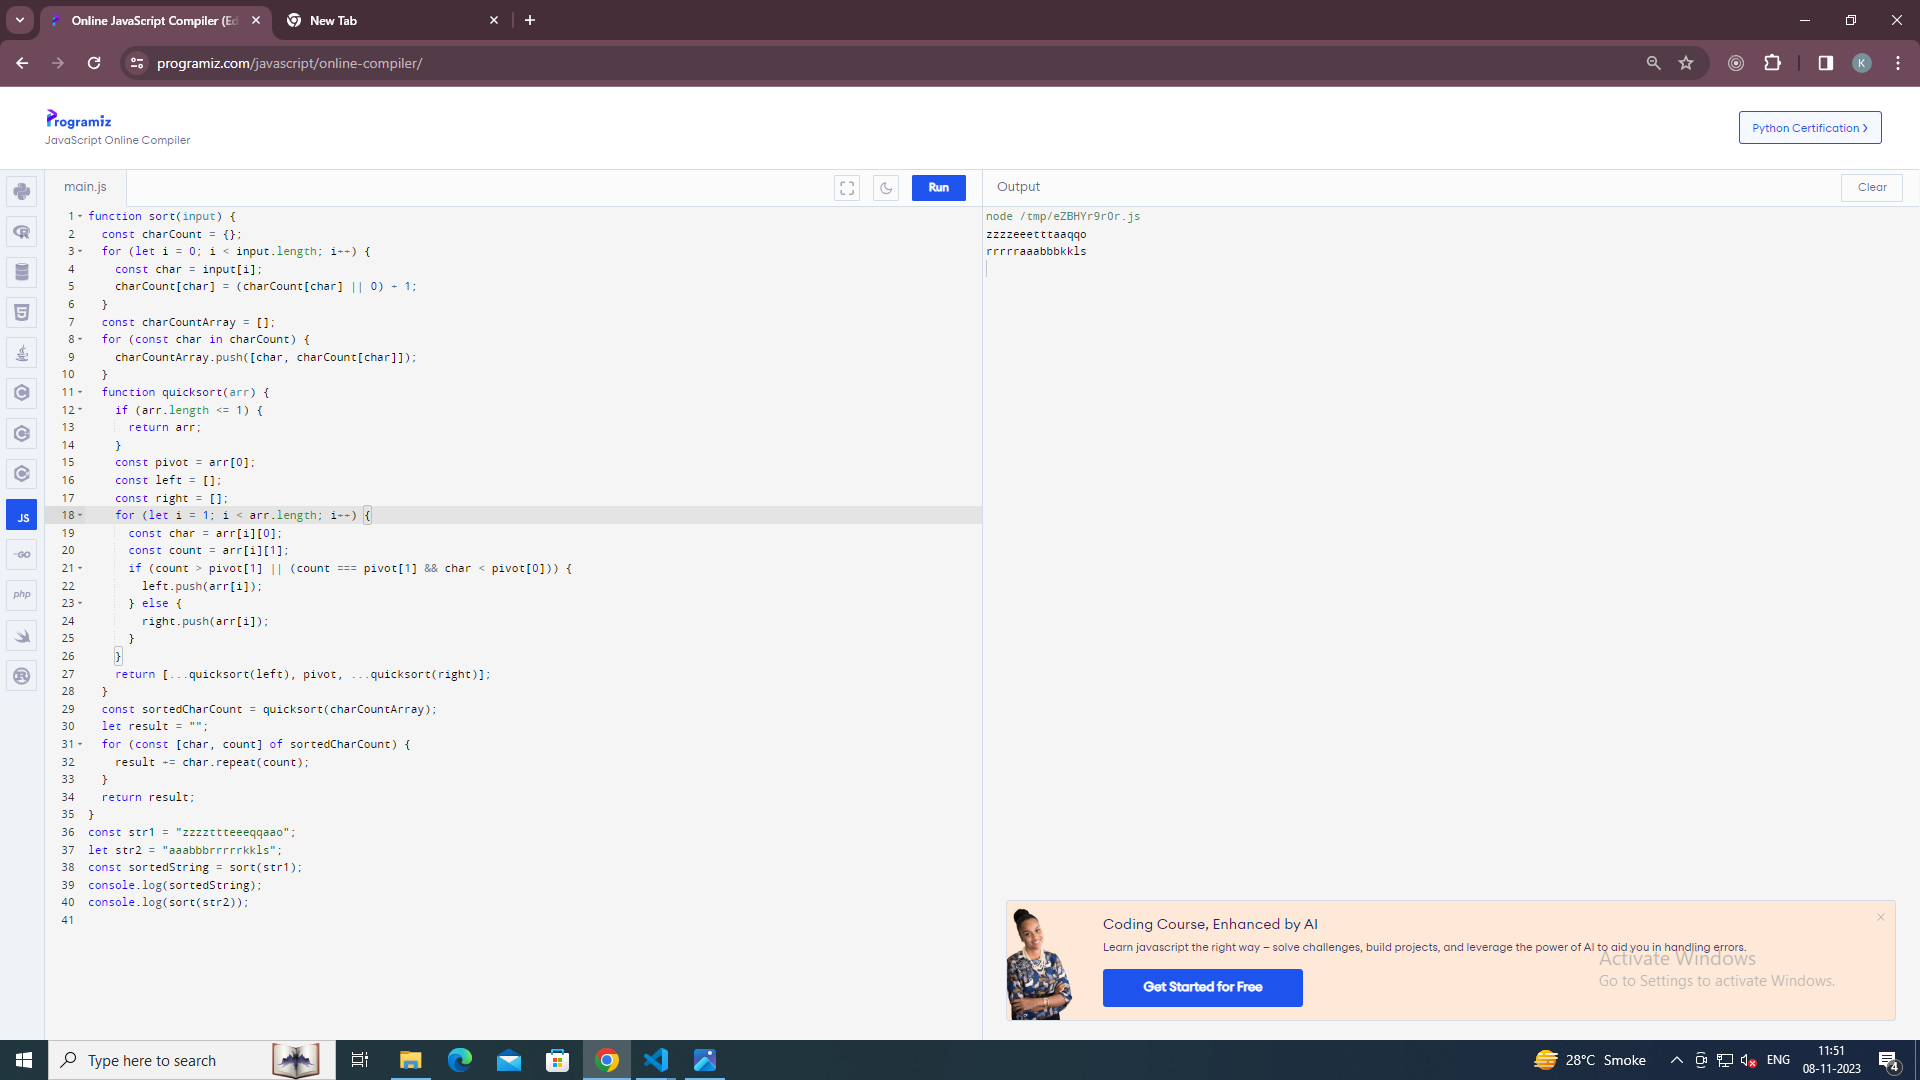 Online JavaScript Compiler (Ed
New Tab
programiz.com/javascript/online-compiler/
K
Programiz
JavaScript Online Compiler
Python Certification ❯
main.js
Run
Output
Clear
1 function sort(input) {
2 const charCount = {};
3 for (let i = 0; i < input.length; i++) {
4 const char = input[i];
5 charCount[char] = (charCount[char] || 0) + 1;
6 }
7 const charCountArray = [];
8 for (const char in charCount) {
9 charCountArray.push([char, charCount[char]]);
10 }
11 function quicksort(arr) {
12 if (arr.length <= 1) {
13 return arr;
14 }
15 const pivot = arr[0];
16 const left = [];
17 const right = [];
18 for (let i = 1; i < arr.length; i++) {
19 const char = arr[i][0];
20 const count = arr[i][1];
21 if (count > pivot[1] || (count === pivot[1] && char < pivot[0])) {
22 left.push(arr[i]);
23 } else {
24 right.push(arr[i]);
25 }
26 }
27 return [...quicksort(left), pivot, ...quicksort(right)];
28 }
29 const sortedCharCount = quicksort(charCountArray);
30 let result = "";
31 for (const [char, count] of sortedCharCount) {
32 result += char.repeat(count);
33 }
34 return result;
35 }
36 const str1 = "zzzzttteeeqqaao";
37 let str2 = "aaabbbrrrrrkkls";
38 const sortedString = sort(str1);
39 console.log(sortedString);
40 console.log(sort(str2));
41
node /tmp/eZBHYr9rOr.js
zzzzeeetttaaqqo
rrrrraaabbbkkls
JS
GO
php
Coding Course, Enhanced by AI
Learn javascript the right way – solve challenges, build projects, and leverage the power of AI to aid you in handling errors.
Get Started for Free
Activate Windows
Go to Settings to activate Windows.
Type here to search
28°C Smoke
ENG
11:51
08-11-2023
4